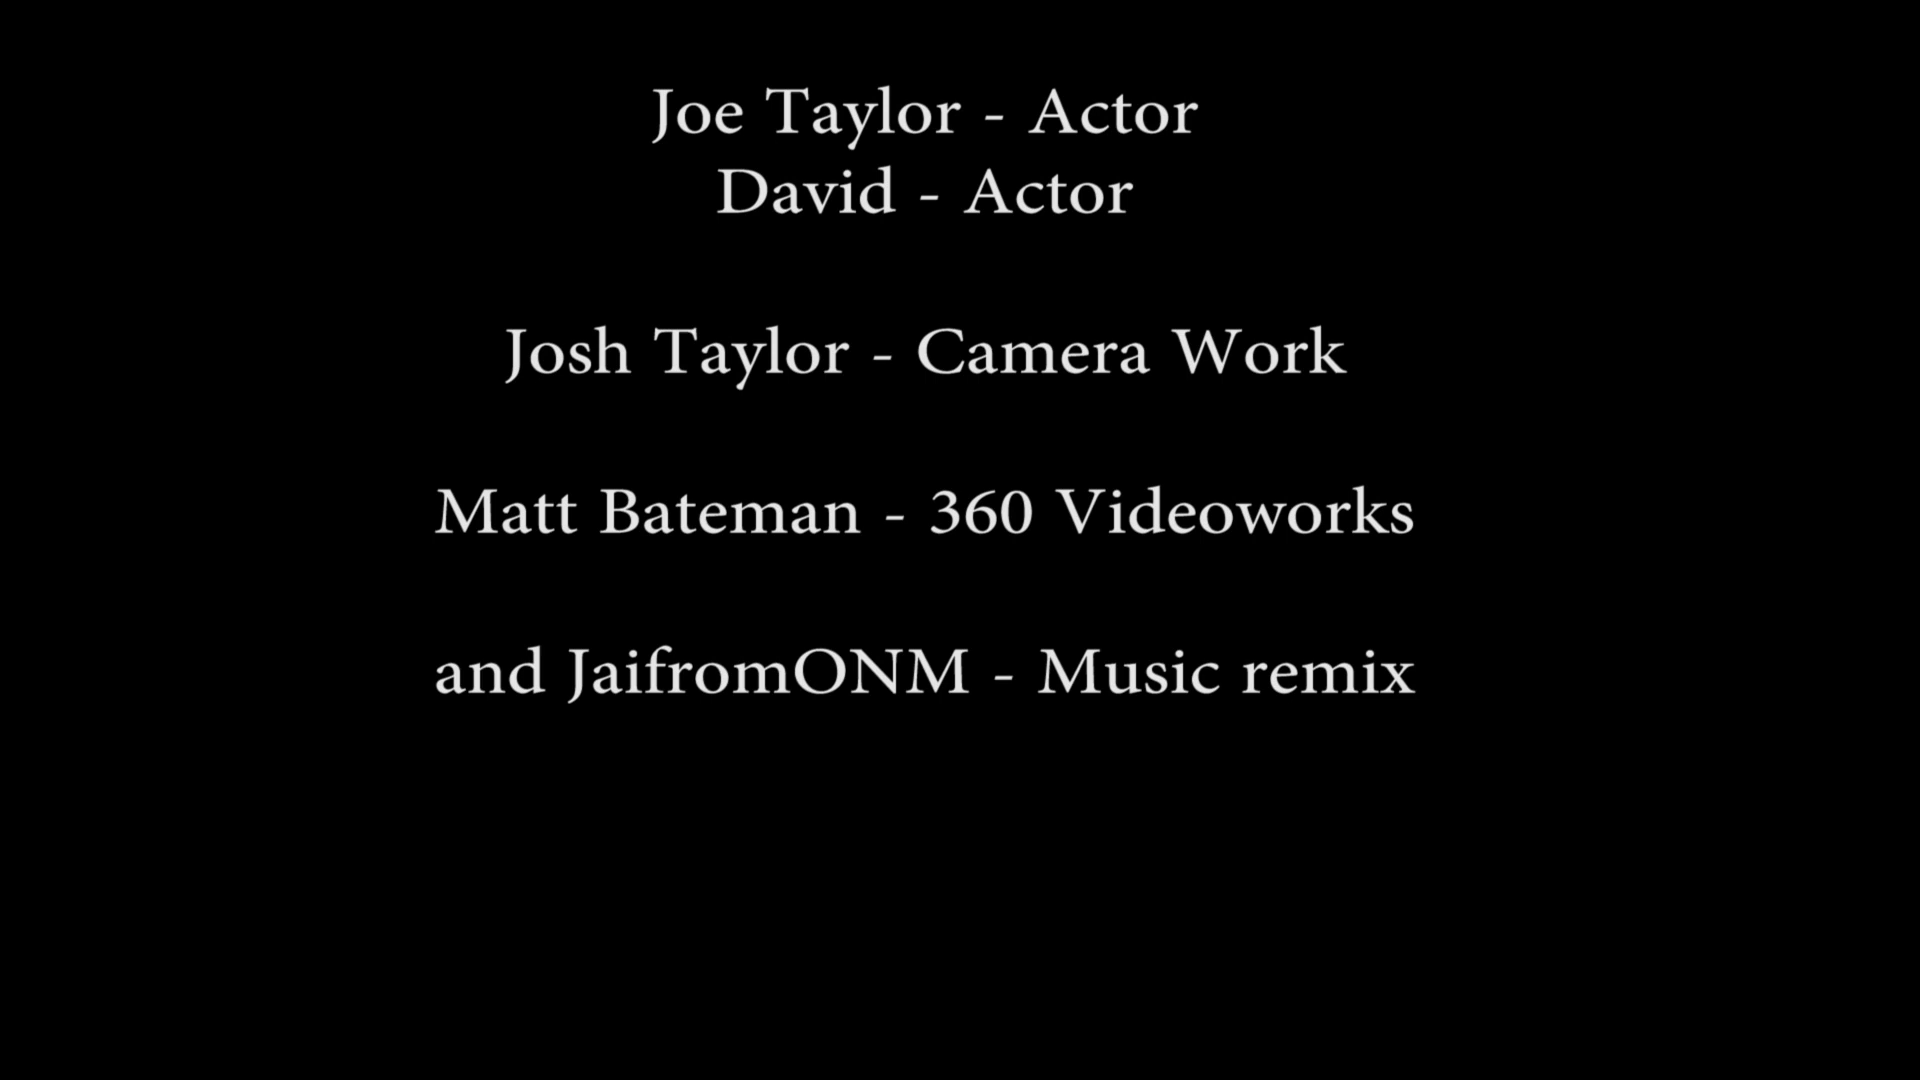 Joe Taylor - Actor
David - Actor
Josh Taylor - Camera Work
Matt Bateman - 360 Videoworks
and JaifromONM - Music remix